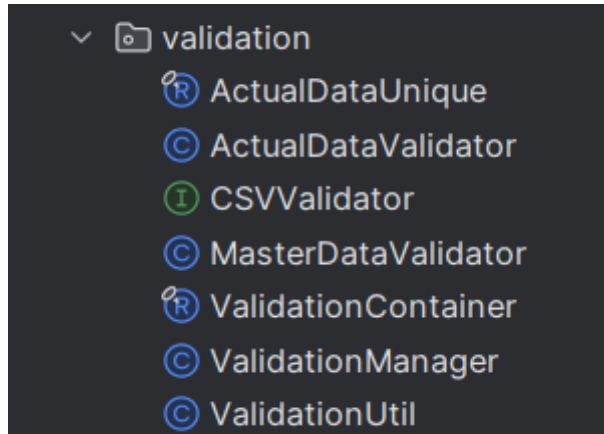 validation
R ActualDataUnique
C ActualDataValidator
I CSVValidator
C MasterDataValidator
R ValidationContainer
C ValidationManager
C ValidationUtil